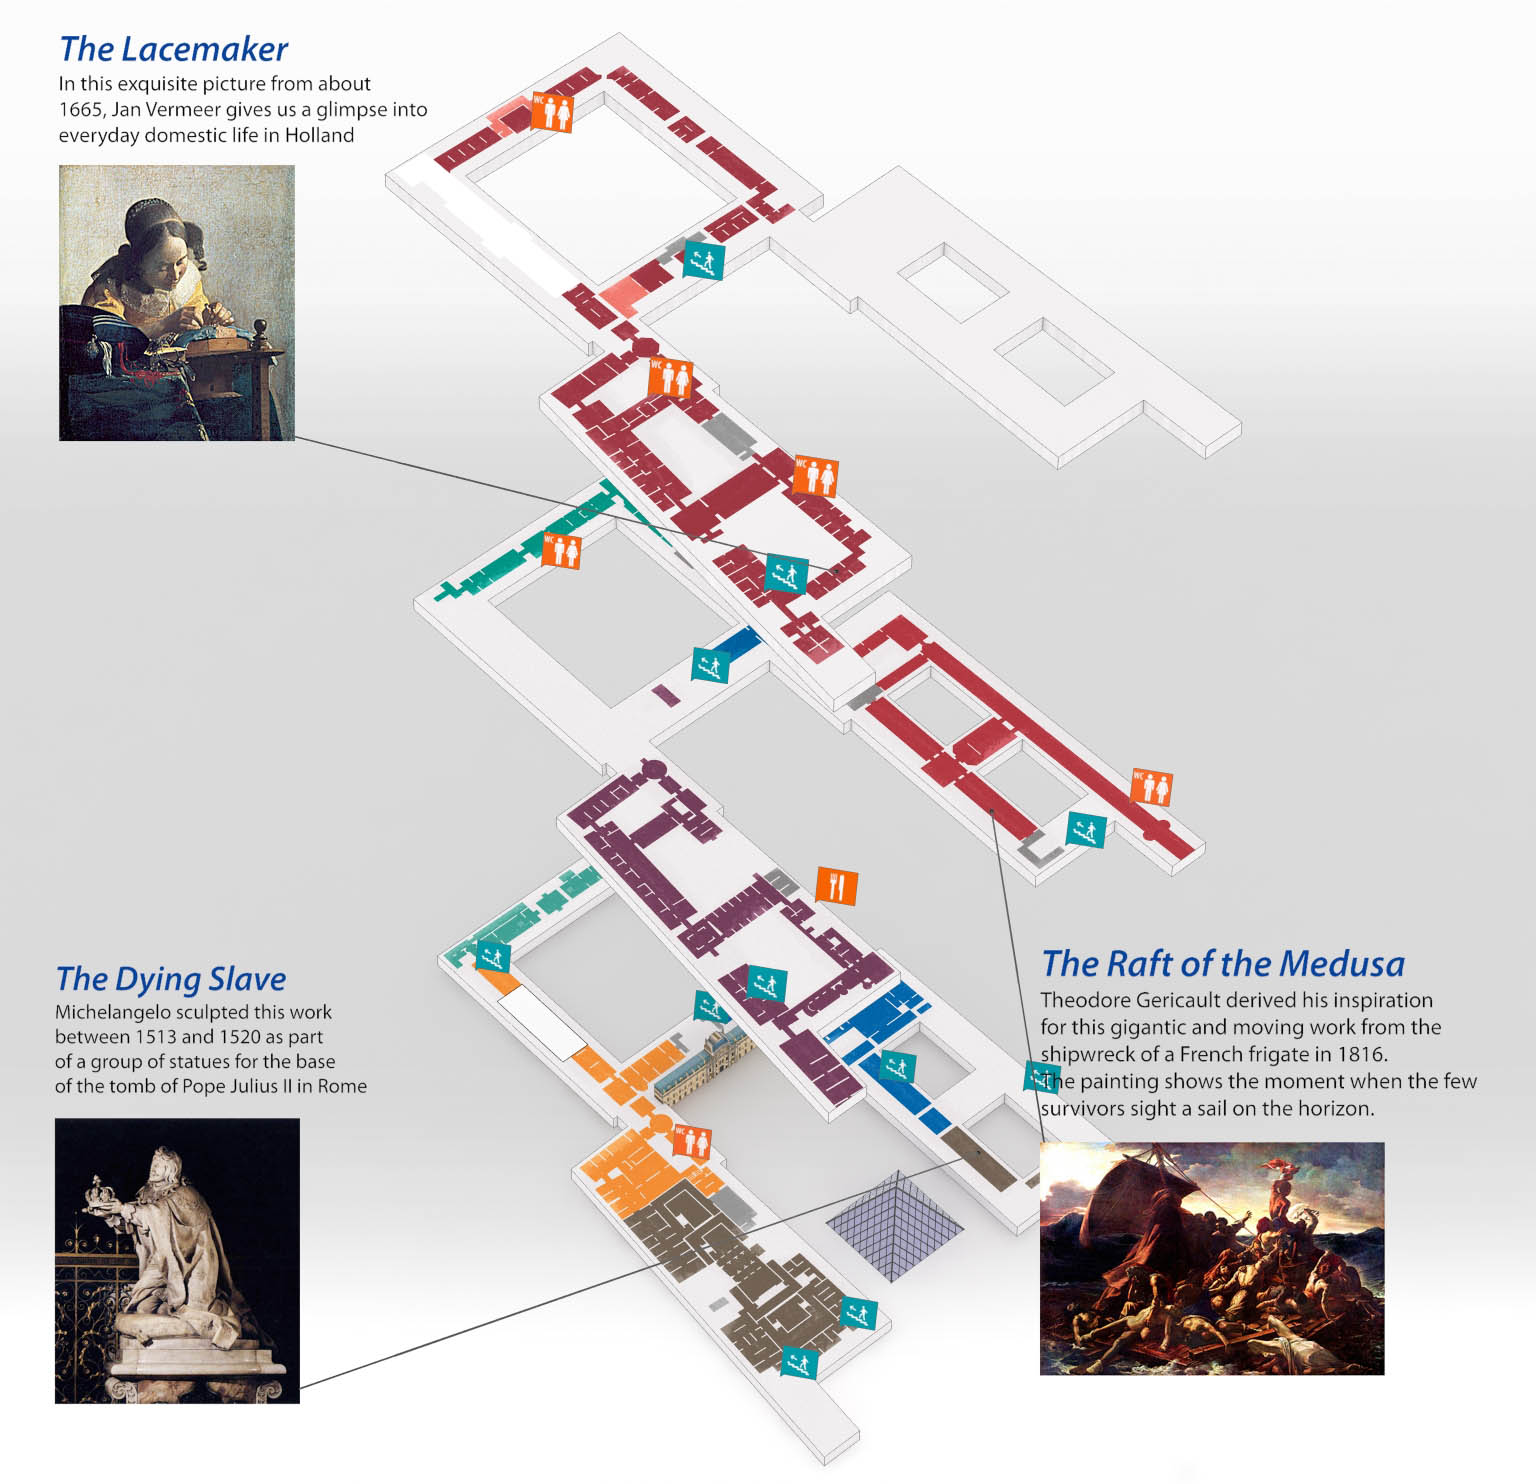 The Lacemaker
In this exquisite picture from about
1665, Jan Vermeer gives us a glimpse into
everyday domestic life in Holland
WC
WC
WC
WC
WC
The Dying Slave
Michelangelo sculpted this work
between 1513 and 1520 as part
of a group of statues for the base
of the tomb of Pope Julius II in Rome
The Raft of the Medusa
Theodore Gericault derived his inspiration
for this gigantic and moving work from the
shipwreck of a French frigate in 1816.
The painting shows the moment when the few
survivors sight a sail on the horizon.
WC